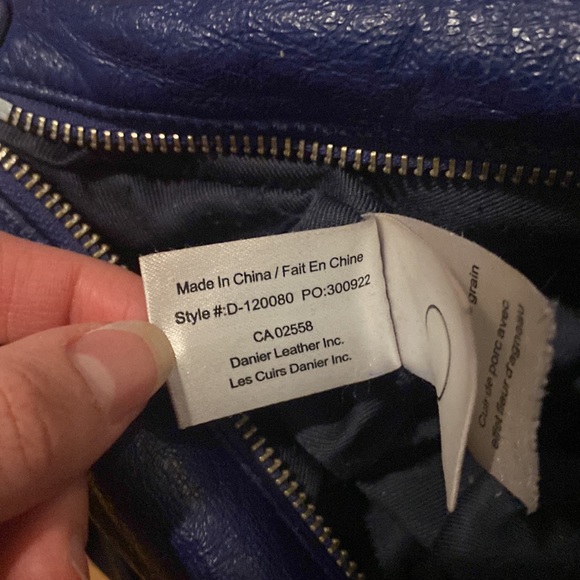 Made In China / Fait En Chine
Style #:D-120080 PO:300922
CA 02558
Danier Leather Inc.
Les Cuirs Danier Inc.
grain
Cuir de porc avec
effet fleur d'agneau